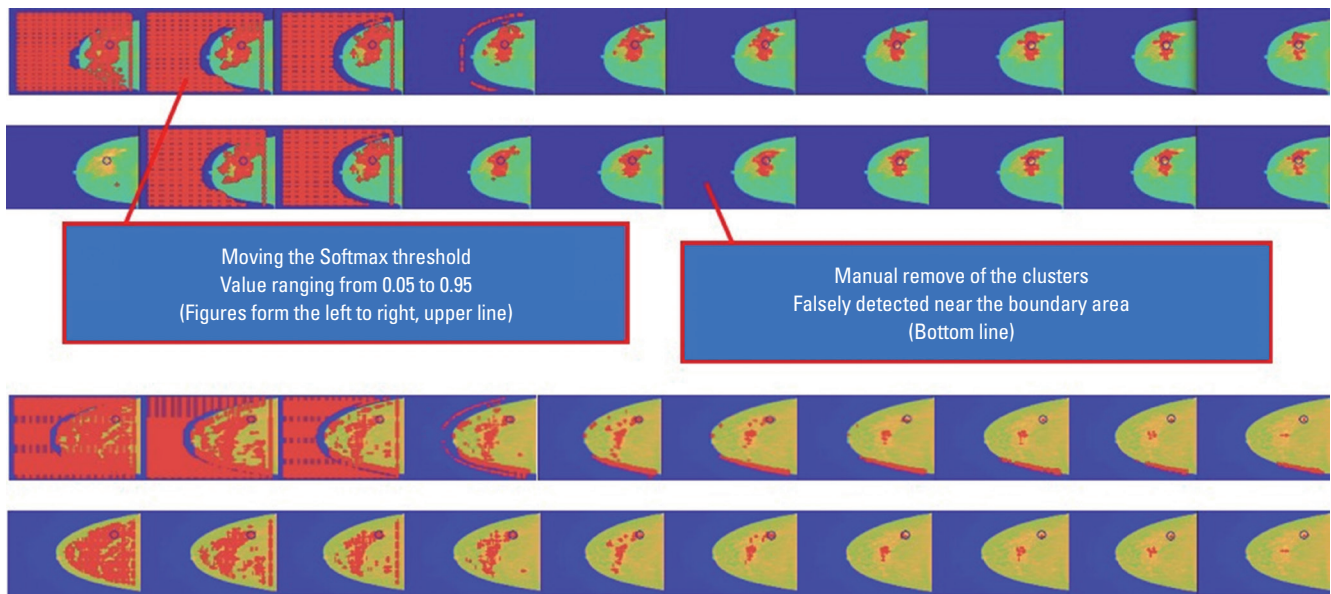 Moving the Softmax threshold
Value ranging from 0.05 to 0.95
(Figures form the left to right, upper line)
Manual remove of the clusters
Falsely detected near the boundary area
(Bottom line)